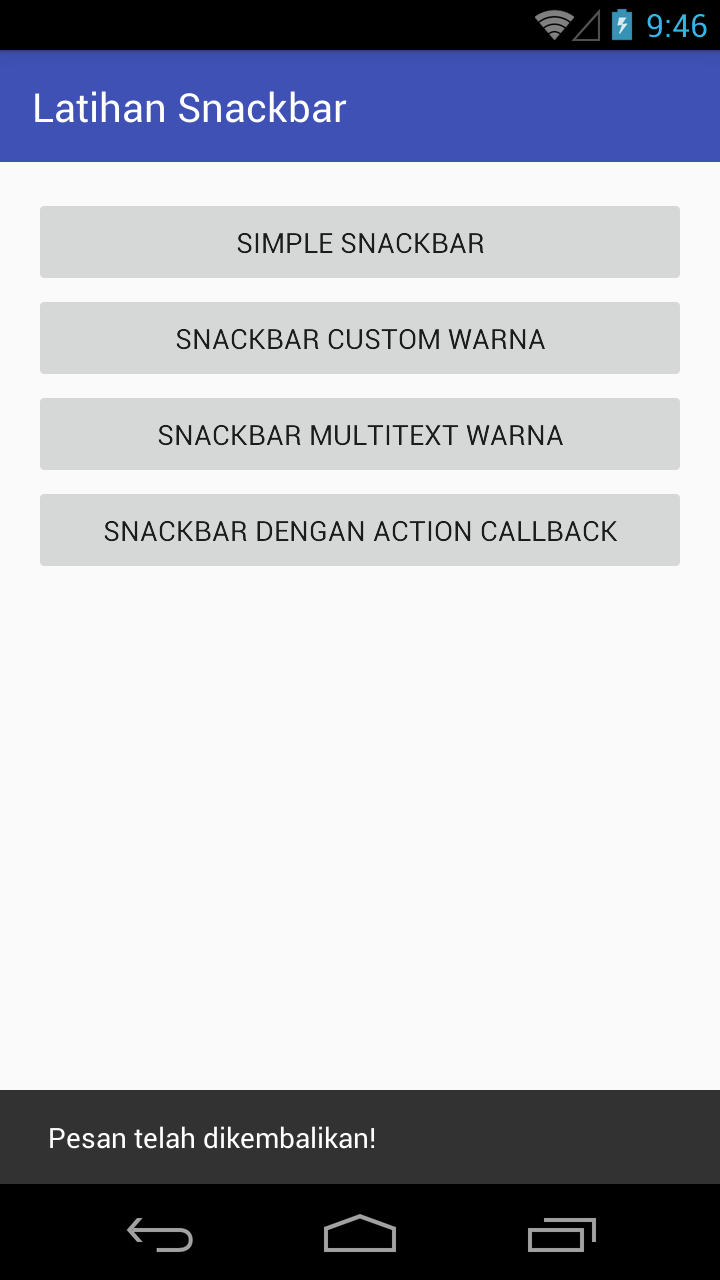 9:46
Latihan Snackbar
SIMPLE SNACKBAR
SNACKBAR CUSTOM WARNA
SNACKBAR MULTITEXT WARNA
SNACKBAR DENGAN ACTION CALLBACK
Pesan telah dikembalikan!